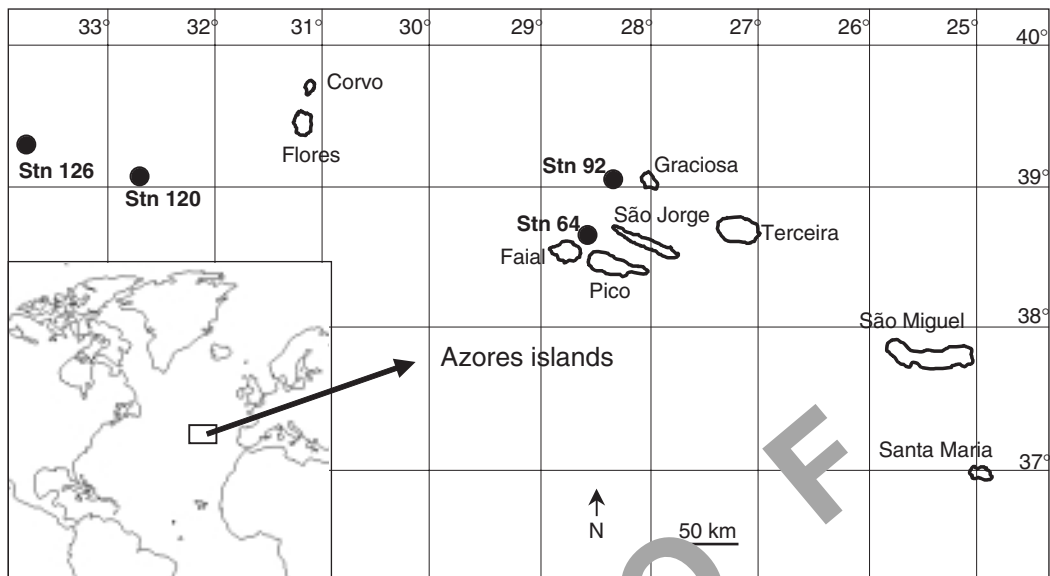 33° 32° 31° 30° 29° 28° 27° 26° 25°
40°
Corvo
Flores
Stn 126
Stn 120
Stn 92
Graciosa
39°
Stn 64
São Jorge
Terceira
Faial
Pico
38°
São Miguel
Azores islands
Santa Maria
37°
N
50 km
O F